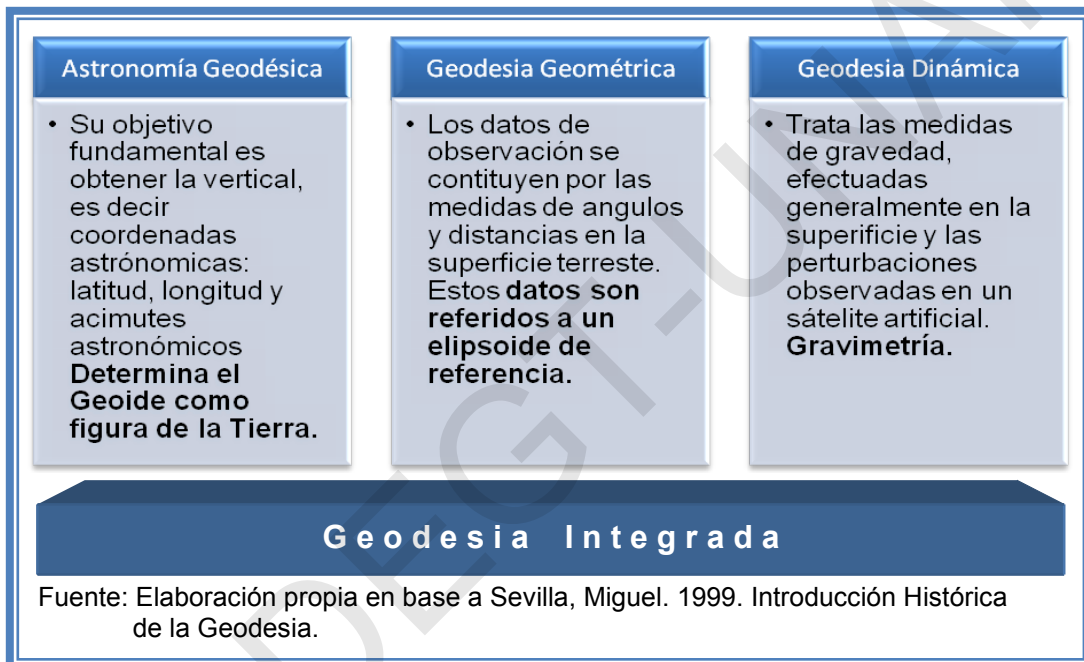 Astronomía Geodésica
• Su objetivo
fundamental es
obtener la vertical,
es decir
coordenadas
astrónomicas:
latitud, longitud y
acimutes
astronómicos
Determina el
Geoide como
figura de la Tierra.
Geodesia Geométrica
• Los datos de
observación se
contituyen por las
medidas de angulos
y distancias en la
superficie terreste.
Estos datos son
referidos a un
elipsoide de
referencia.
Geodesia Dinámica
• Trata las medidas
de gravedad,
efectuadas
generalmente en la
superificie y las
perturbaciones
observadas en un
sátelite artificial.
Gravimetría.
Geodesia Integrada
Fuente: Elaboración propia en base a Sevilla, Miguel. 1999. Introducción Histórica
de la Geodesia.
DEGT-UNA